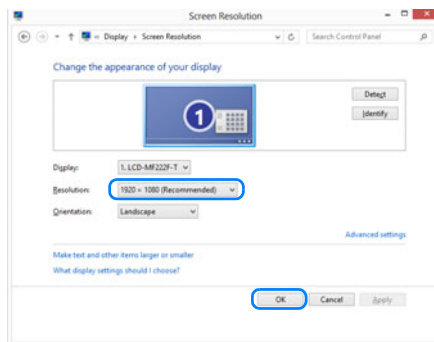 Screen Resolution
Display ▸ Screen Resolution
Search Control Panel
Change the appearance of your display
1
Detect
Identify
Display: 1. LCD-MF222F-T
Resolution: 1920 × 1080 (Recommended)
Orientation: Landscape
Advanced settings
Make text and other items larger or smaller
What display settings should I choose?
OK Cancel Apply